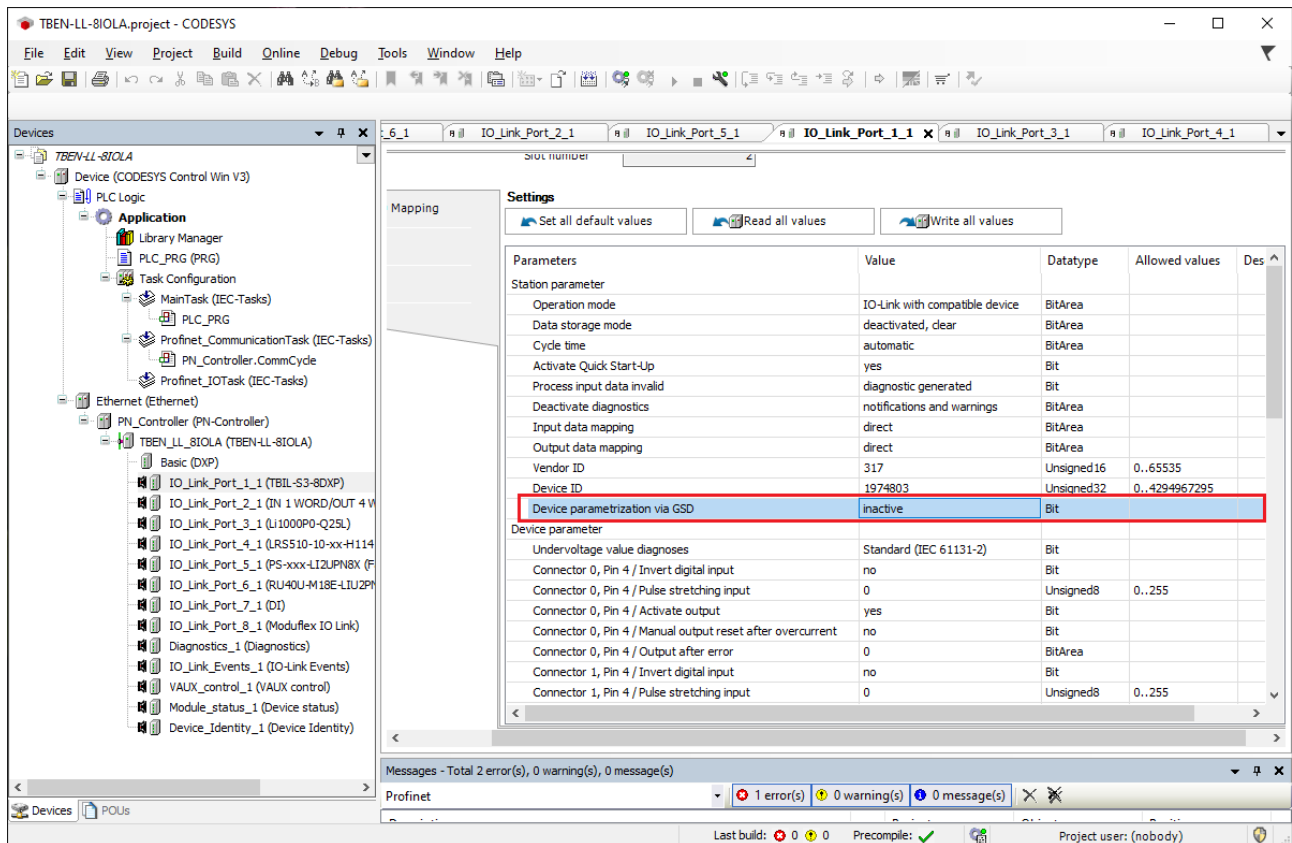 TBEN-LL-8IOLA.project - CODESYS
File Edit View Project Build Online Debug Tools Window Help
Devices
TBEN-LL-8IOLA
Device (CODESYS Control Win V3)
PLC Logic
Application
Library Manager
PLC_PRG (PRG)
Task Configuration
MainTask (IEC-Tasks)
PLC_PRG
Profinet_CommunicationTask (IEC-Tasks)
PN_Controller.CommCycle
Profinet_IOTask (IEC-Tasks)
Ethernet (Ethernet)
PN_Controller (PN-Controller)
TBEN_LL_8IOLA (TBEN-LL-8IOLA)
Basic (DXP)
IO_Link_Port_1_1 (TBIL-S3-8DXP)
IO_Link_Port_2_1 (IN 1 WORD/OUT 4 W
IO_Link_Port_3_1 (Li1000P0-Q25L)
IO_Link_Port_4_1 (LRS510-10-xx-H114
IO_Link_Port_5_1 (PS-xxx-LI2UPN8X (F
IO_Link_Port_6_1 (RU40U-M18E-LIU2PN
IO_Link_Port_7_1 (DI)
IO_Link_Port_8_1 (Moduflex IO Link)
Diagnostics_1 (Diagnostics)
IO_Link_Events_1 (IO-Link Events)
VAUX_control_1 (VAUX control)
Module_status_1 (Device status)
Device_Identity_1 (Device Identity)
Devices POUs
_6_1 IO_Link_Port_2_1 IO_Link_Port_5_1 IO_Link_Port_1_1 IO_Link_Port_3_1 IO_Link_Port_4_1
Slot number 2
Mapping
Settings
Set all default values Read all values Write all values
Parameters Value Datatype Allowed values Des
Station parameter
Operation mode IO-Link with compatible device BitArea
Data storage mode deactivated, clear BitArea
Cycle time automatic BitArea
Activate Quick Start-Up yes Bit
Process input data invalid diagnostic generated Bit
Deactivate diagnostics notifications and warnings BitArea
Input data mapping direct BitArea
Output data mapping direct BitArea
Vendor ID 317 Unsigned16 0..65535
Device ID 1974803 Unsigned32 0..4294967295
Device parametrization via GSD inactive Bit
Device parameter
Undervoltage value diagnoses Standard (IEC 61131-2) Bit
Connector 0, Pin 4 / Invert digital input no Bit
Connector 0, Pin 4 / Pulse stretching input 0 Unsigned8 0..255
Connector 0, Pin 4 / Activate output yes Bit
Connector 0, Pin 4 / Manual output reset after overcurrent no Bit
Connector 0, Pin 4 / Output after error 0 BitArea
Connector 1, Pin 4 / Invert digital input no Bit
Connector 1, Pin 4 / Pulse stretching input 0 Unsigned8 0..255
Messages - Total 2 error(s), 0 warning(s), 0 message(s)
Profinet 1 error(s) 0 warning(s) 0 message(s)
Last build: 0 0 Precompile: Project user: (nobody)